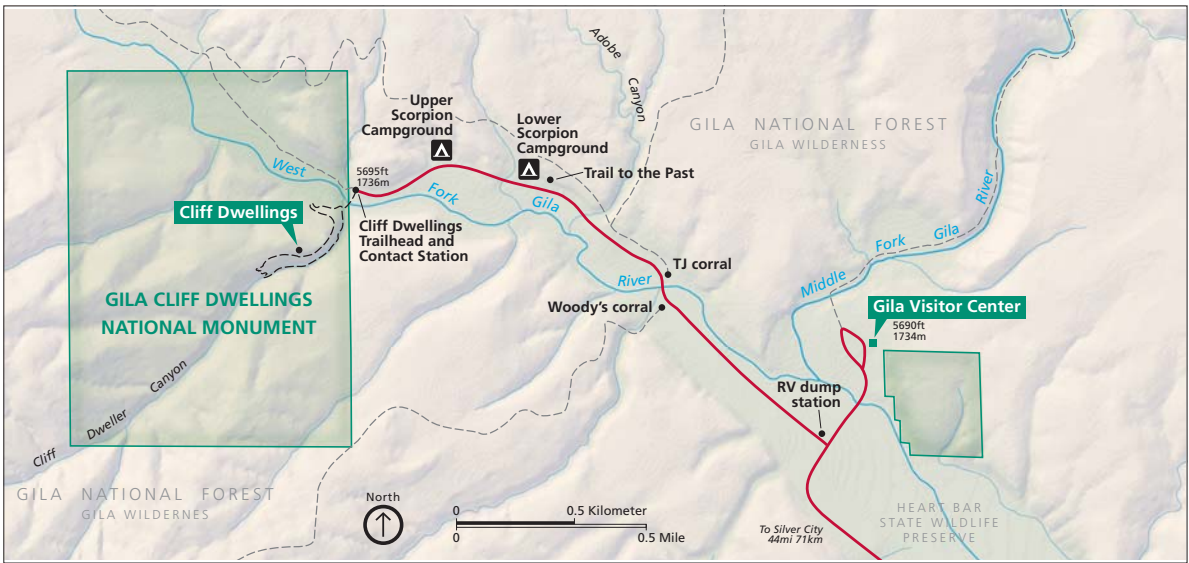 Adobe
Canyon
Upper
Scorpion
Campground
Lower
Scorpion
Campground
GILA NATIONAL FOREST
GILA WILDERNESS
Trail to the Past
West
5695ft
1736m
Fork
Gila
River
Cliff Dwellings
Cliff Dwellings
Trailhead and
Contact Station
Middle
Fork
Gila
River
TJ corral
Woody's corral
GILA CLIFF DWELLINGS
NATIONAL MONUMENT
Gila Visitor Center
5690ft
1734m
RV dump
station
Cliff
Dweller
Canyon
GILA NATIONAL FOREST
GILA WILDERNES
North
0 0.5 Kilometer
0 0.5 Mile
To Silver City
44mi 71km
HEART BAR
STATE WILDLIFE
PRESERVE